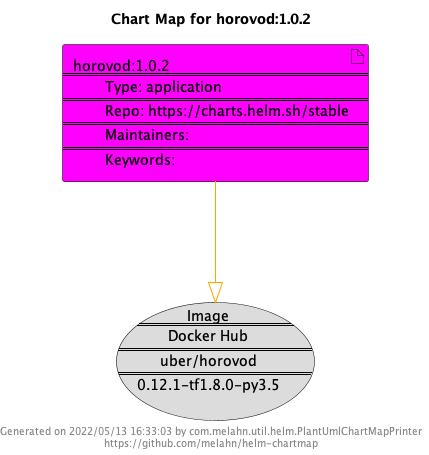 Chart Map for horovod:1.0.2
horovod:1.0.2
Type: application
Repo: https://charts.helm.sh/stable
Maintainers:
Keywords:
Image
Docker Hub
uber/horovod
0.12.1-tf1.8.0-py3.5
Generated on 2022/05/13 16:33:03 by com.melahn.util.helm.PlantUmlChartMapPrinter
https://github.com/melahn/helm-chartmap